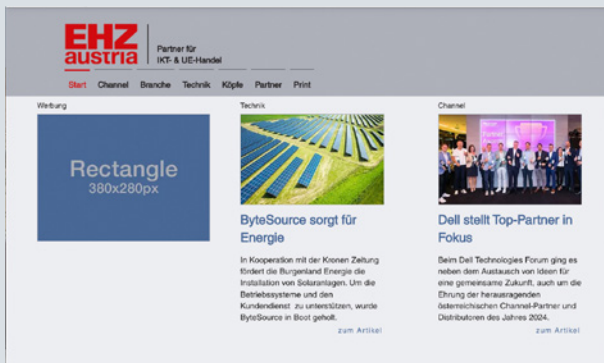 EHZ
austria
Partner für
IKT- & UE-Handel
Start Channel Branche Technik Köpfe Partner Print
Werbung
Rectangle
380x280px
Technik
ByteSource sorgt für
Energie
In Kooperation mit der Kronen Zeitung
fördert die Burgenland Energie die
Installation von Solaranlagen. Um die
Betriebssysteme und den
Kundendienst zu unterstützen, wurde
ByteSource in Boot geholt.
zum Artikel
Channel
Dell stellt Top-Partner in
Fokus
Beim Dell Technologies Forum ging es
neben dem Austausch von Ideen für
eine gemeinsame Zukunft, auch um die
Ehrung der herausragenden
österreichischen Channel-Partner und
Distributoren des Jahres 2024.
zum Artikel